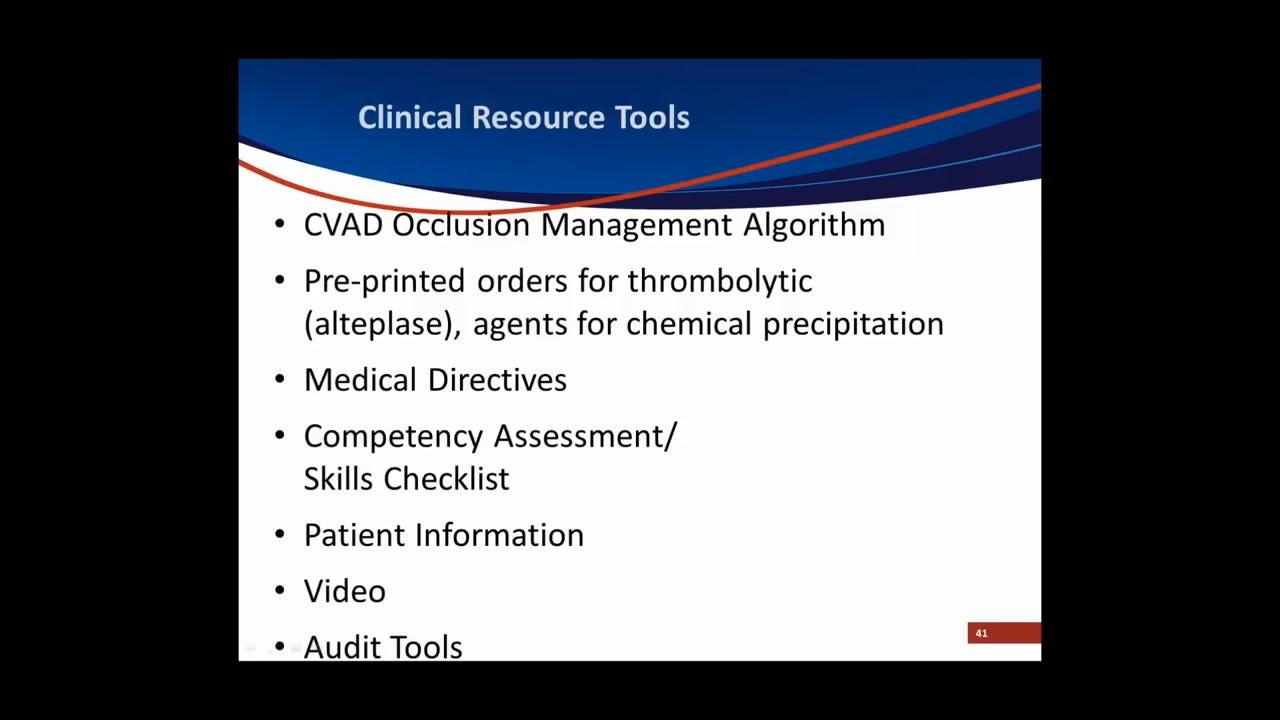 Clinical Resource Tools
• CVAD Occlusion Management Algorithm
• Pre-printed orders for thrombolytic
(alteplase), agents for chemical precipitation
• Medical Directives
• Competency Assessment/
Skills Checklist
• Patient Information
• Video
• Audit Tools
41